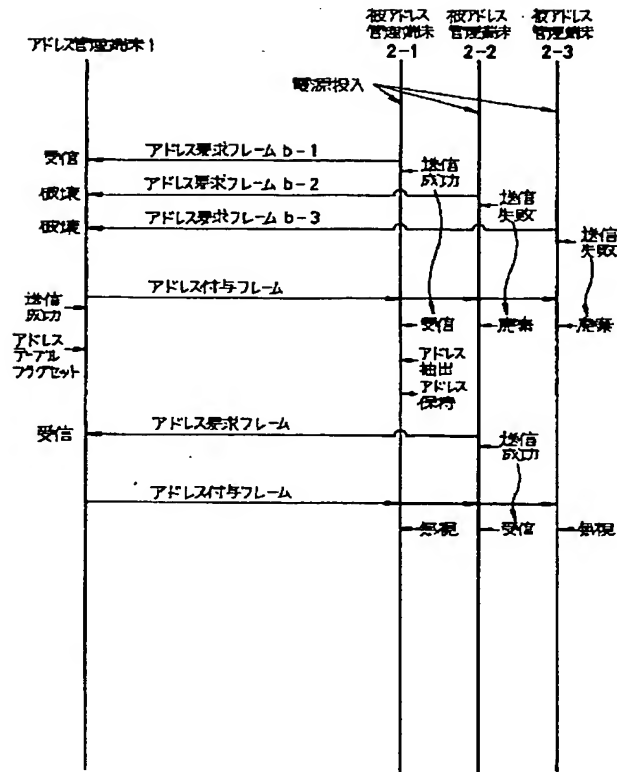 被アドレス 被アドレス 被アドレス
アドレス管理端末1 管理端末 管理端末 管理端末
2-1 2-2 2-3
電源投入
受信 アドレス要求フレーム b-1
送信
成功
破壊 アドレス要求フレーム b-2
送信
失敗
破壊 アドレス要求フレーム b-3
送信
失敗
アドレス付与フレーム
送信
成功
受信 廃棄 廃棄
アドレス
テーブル
フラグセット
アドレス
抽出
アドレス
保持
受信 アドレス要求フレーム
送信
成功
アドレス付与フレーム
無視 受信 無視